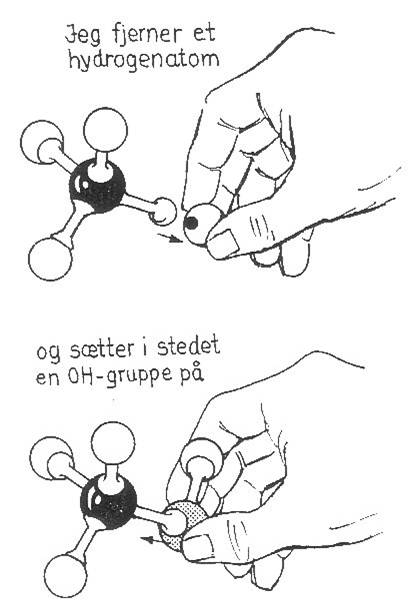 Jeg fjerner et
hydrogenatom
og sætter i stedet
en OH-gruppe på